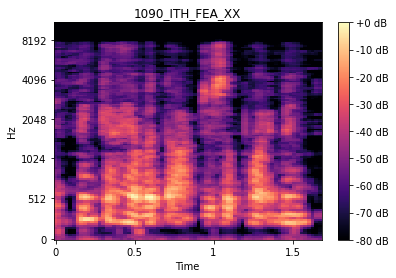 1090_ITH_FEA_XX
+0 dB
8192
-10 dB
4096
-20 dB
-30 dB
2048
Hz
-40 dB
1024
-50 dB
512
-60 dB
-70 dB
0
-80 dB
0
0.5
1
1.5
Time